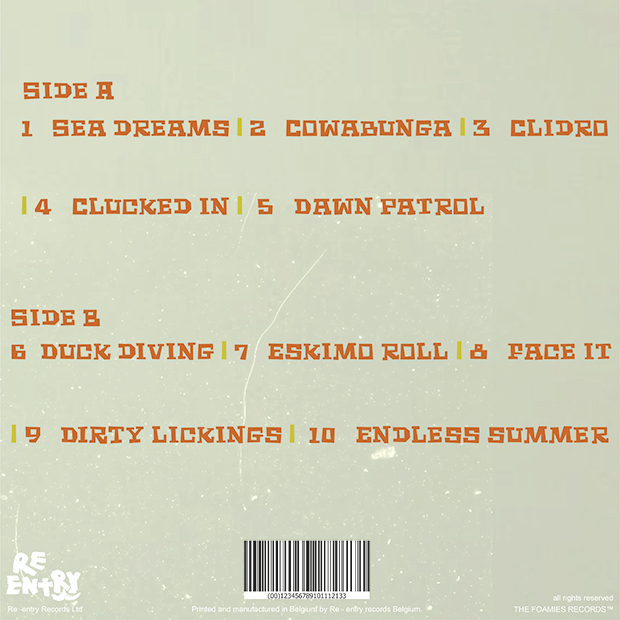 SIDE A
1 SEA DREAMS | 2 COWABUNGA | 3 CLIDRO
| 4 CLUCKED IN | 5 DAWN PATROL
SIDE B
6 DUCK DIVING | 7 ESKIMO ROLL | 8 FACE IT
| 9 DIRTY LICKINGS | 10 ENDLESS SUMMER
RE
ENTRY
(00)123456789101112133
all rights reserved
Re -entry Records Ltd
Printed and manufactured in Belgiund by Re - entry records Belgium.
THE FOAMIES RECORDS™